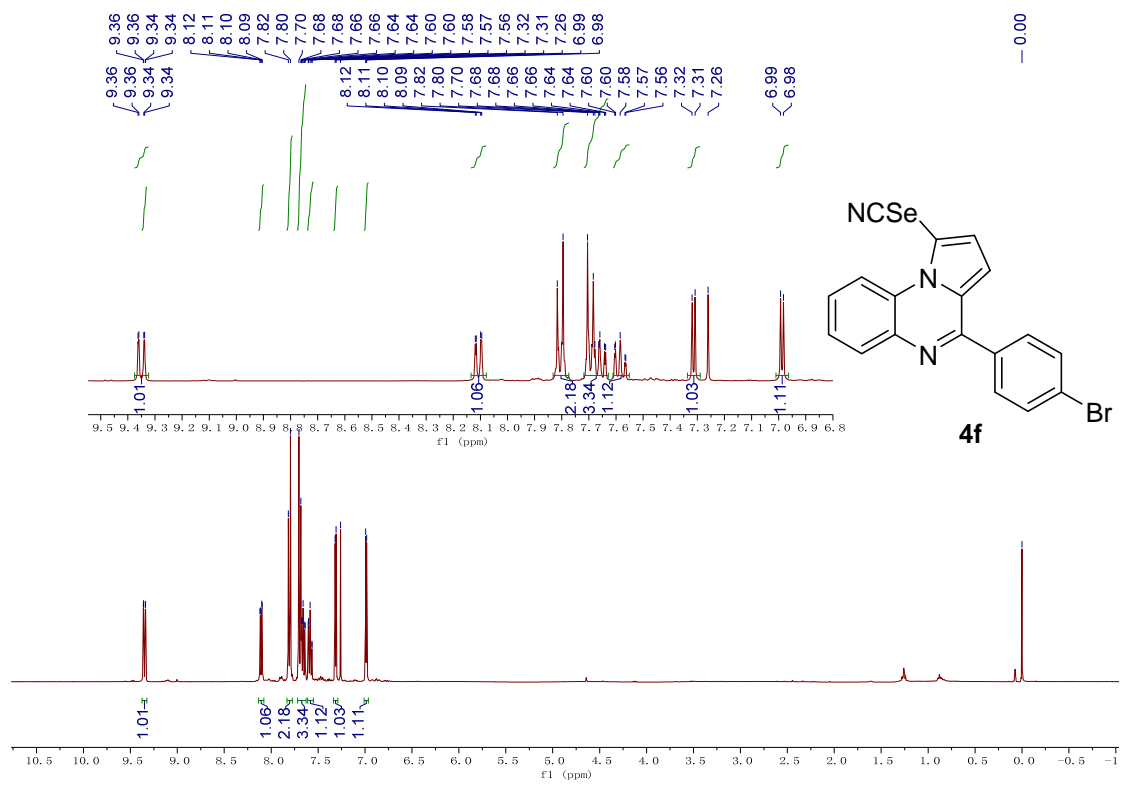 9.36 9.36 9.34 9.34 8.12 8.11 8.10 8.09 7.82 7.80 7.70 7.68 7.68 7.66 7.66 7.64 7.64 7.60 7.60 7.58 7.57 7.56 7.32 7.31 7.26 6.99 6.98 0.00
9.36 9.36 9.34 9.34 8.12 8.11 8.10 8.09 7.82 7.80 7.70 7.68 7.68 7.66 7.66 7.64 7.64 7.60 7.60 7.58 7.57 7.56 7.32 7.31 7.26 6.99 6.98
NCSe
N
N
Br
4f
1.01 1.06 2.18 3.34 1.12 1.03 1.11
9.5 9.4 9.3 9.2 9.1 9.0 8.9 8.8 8.7 8.6 8.5 8.4 8.3 8.2 8.1 8.0 7.9 7.8 7.7 7.6 7.5 7.4 7.3 7.2 7.1 7.0 6.9 6.8
f1 (ppm)
1.01 1.06 2.18 3.34 1.12 1.03 1.11
10.5 10.0 9.5 9.0 8.5 8.0 7.5 7.0 6.5 6.0 5.5 5.0 4.5 4.0 3.5 3.0 2.5 2.0 1.5 1.0 0.5 0.0 -0.5 -1
f1 (ppm)